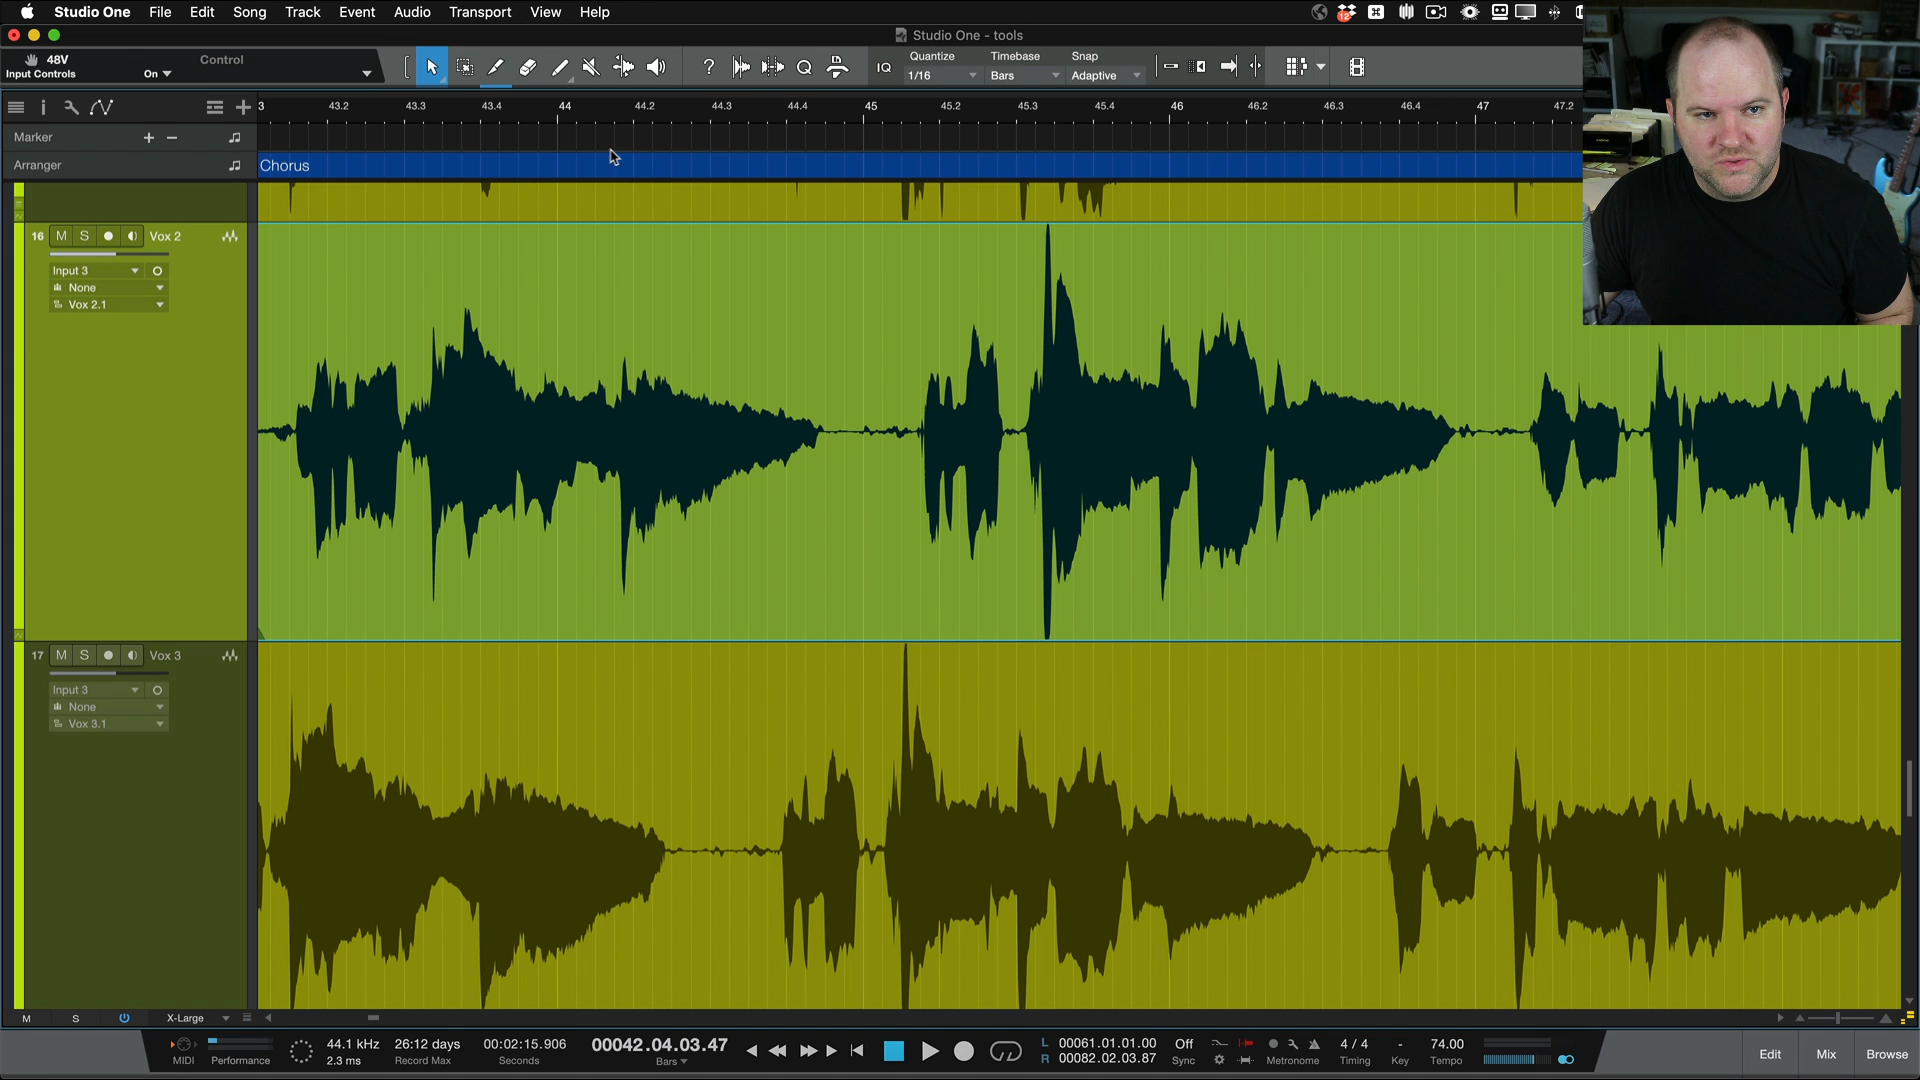 Studio One File Edit Song Track Event Audio Transport View Help
12
Studio One - tools
48V
Input Controls
On
Control
?
Q
IQ
Quantize
1/16
Timebase
Bars
Snap
Adaptive
i
3 43.2 43.3 43.4 44 44.2 44.3 44.4 45 45.2 45.3 45.4 46 46.2 46.3 46.4 47 47.2
Marker
Arranger
Chorus
16 M S Vox 2
Input 3
None
Vox 2.1
17 M S Vox 3
Input 3
None
Vox 3.1
M S X-Large
MIDI
Performance
44.1 kHz
2.3 ms
26:12 days
Record Max
00:02:15.906
Seconds
00042.04.03.47
Bars
L 00061.01.01.00
R 00082.02.03.87
Off
Sync
Metronome
4 / 4
Timing
-
Key
74.00
Tempo
Edit
Mix
Browse